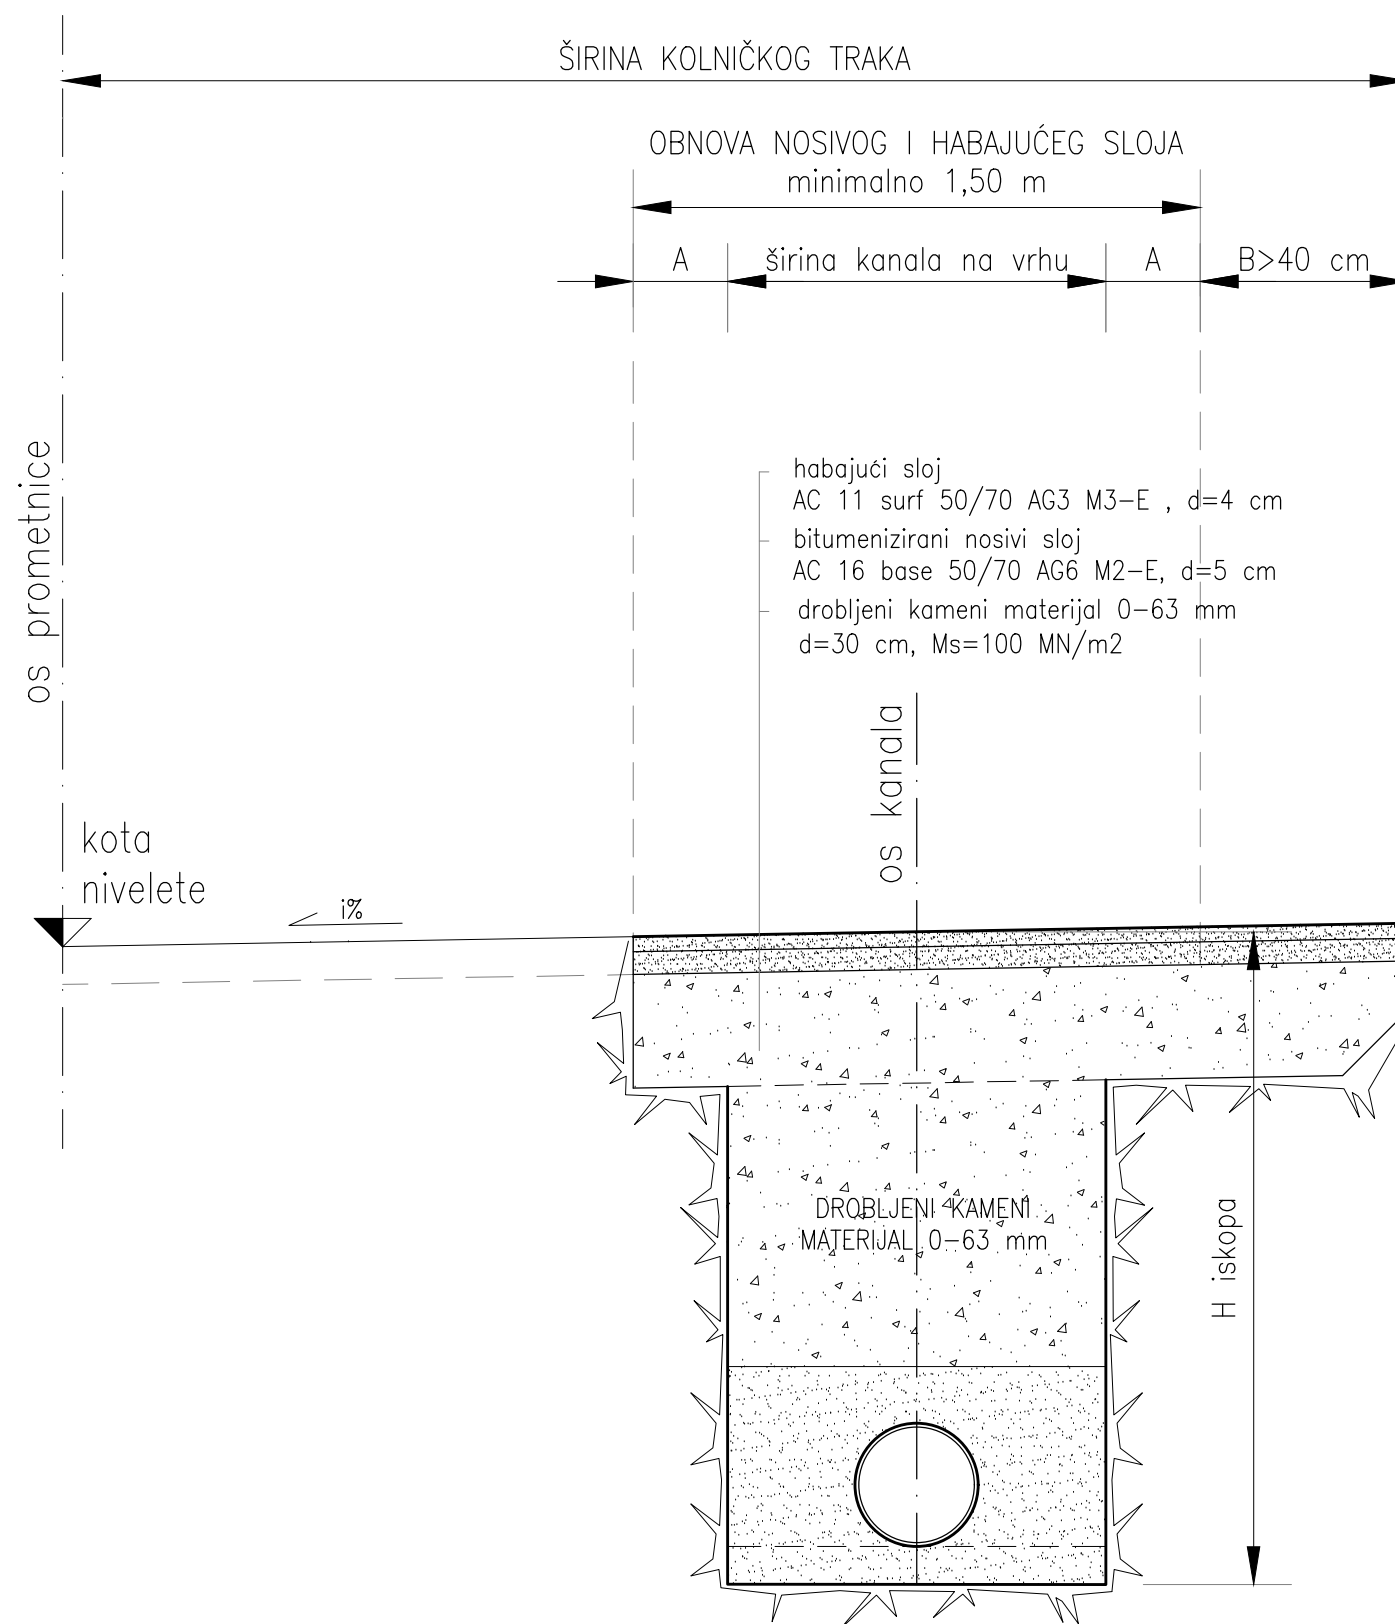 ŠIRINA KOLNIČKOG TRAKA
OBNOVA NOSIVOG I HABAJUĆEG SLOJA
minimalno 1,50 m
A
širina kanala na vrhu
A
B>40 cm
os prometnice
habajući sloj
AC 11 surf 50/70 AG3 M3-E , d=4 cm
bitumenizirani nosivi sloj
AC 16 base 50/70 AG6 M2-E, d=5 cm
drobljeni kameni materijal 0-63 mm
d=30 cm, Ms=100 MN/m2
os kanala
kota
nivelete
i%
DROBLJENI KAMENI
MATERIJAL 0-63 mm
H iskopa